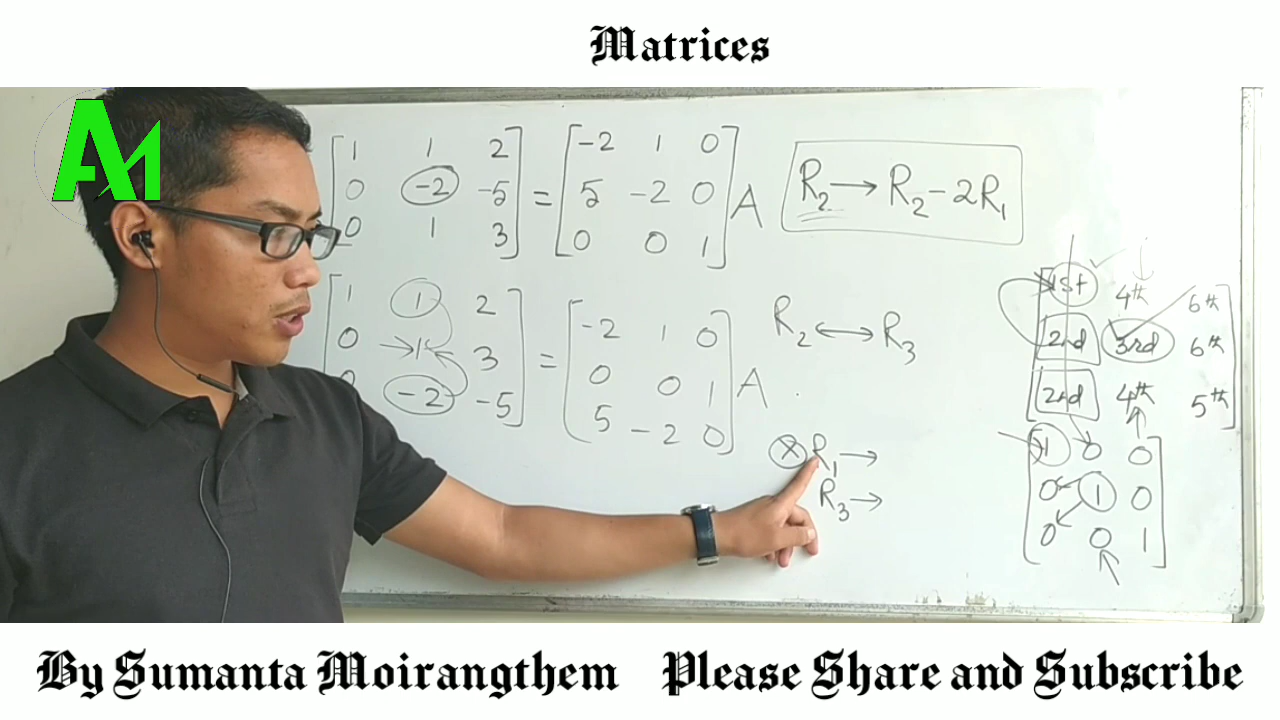 Matrices
AM
1 1 2
0 -2 -5
0 1 3
=
-2 1 0
5 -2 0
0 0 1
A
R₂ → R₂ - 2R₁
1 1 2
0 → 1 3
0 -2 -5
=
-2 1 0
0 0 1
5 -2 0
A
R₂ ↔ R₃
R₁ →
R₃ →
1st 4th 6th
2nd 3rd 6th
2nd 4th 5th
1 0 0
0 1 0
0 0 1
By Sumanta Moirangthem
Please Share and Subscribe